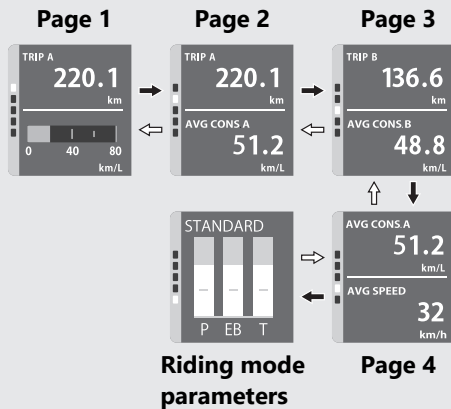 Page 1
Page 2
Page 3
TRIP A
220.1
km
0 40 80
km/L
TRIP A
220.1
km
AVG CONS A
51.2
km/L
TRIP B
136.6
km
AVG CONS.B
48.8
km/L
STANDARD
P EB T
AVG CONS.A
51.2
km/L
AVG SPEED
32
km/h
Riding mode
parameters
Page 4